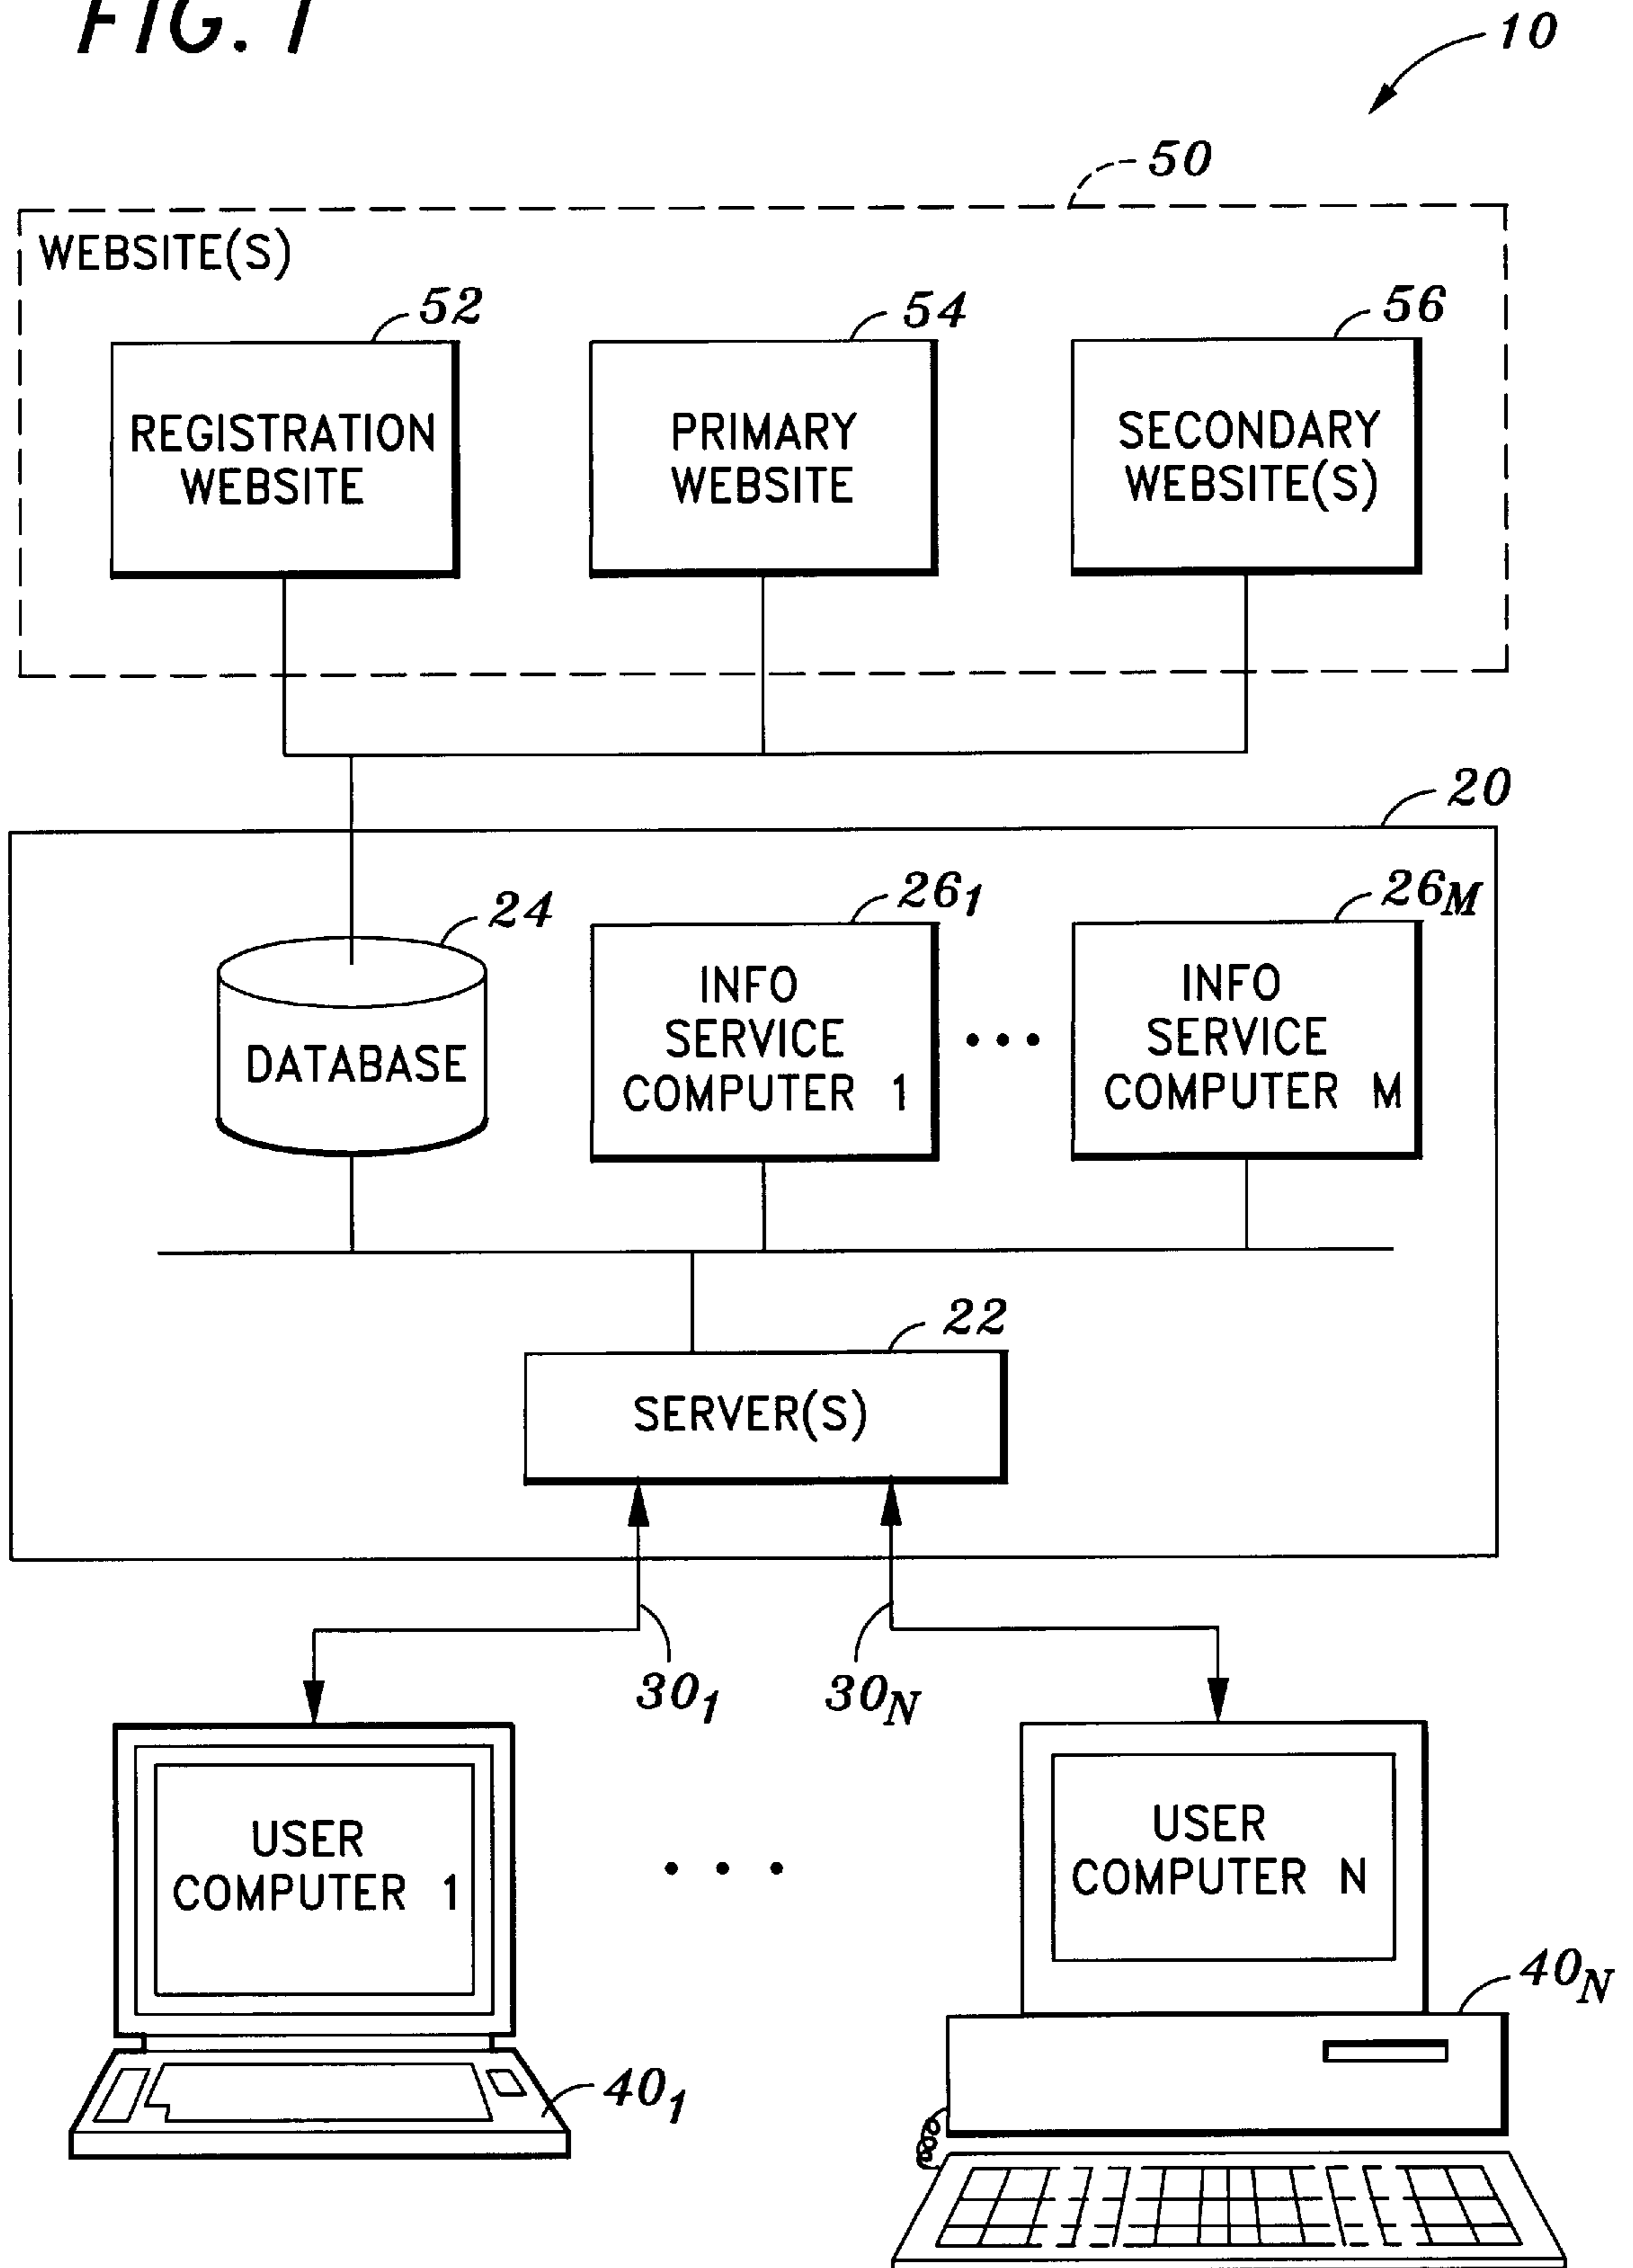 FIG. 1
10
50
WEBSITE(S)
52
54
56
REGISTRATION
WEBSITE
PRIMARY
WEBSITE
SECONDARY
WEBSITE(S)
20
24
26₁
26M
DATABASE
INFO
SERVICE
COMPUTER 1
INFO
SERVICE
COMPUTER M
22
SERVER(S)
30₁
30N
USER
COMPUTER 1
USER
COMPUTER N
40N
40₁